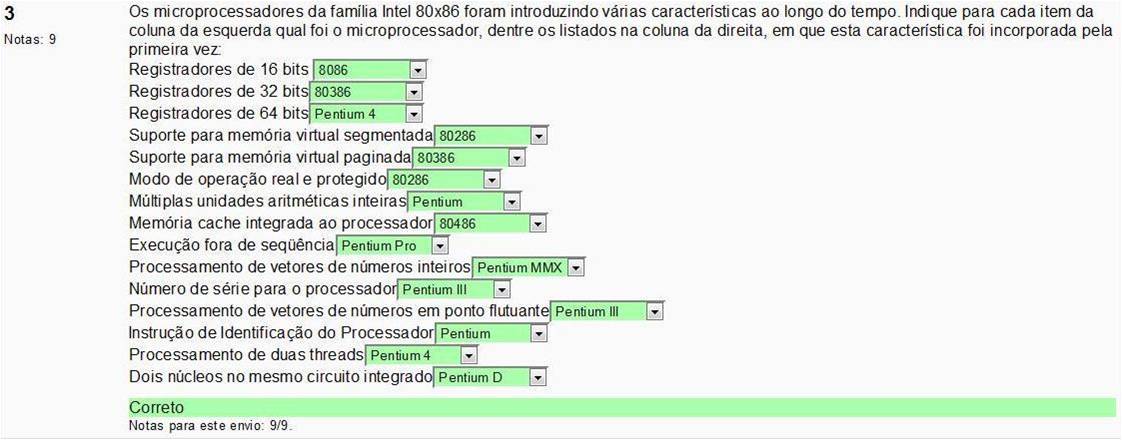 3
Notas: 9
Os microprocessadores da família Intel 80x86 foram introduzindo várias características ao longo do tempo. Indique para cada item da
coluna da esquerda qual foi o microprocessador, dentre os listados na coluna da direita, em que esta característica foi incorporada pela
primeira vez:
Registradores de 16 bits 8086
Registradores de 32 bits 80386
Registradores de 64 bits Pentium 4
Suporte para memória virtual segmentada 80286
Suporte para memória virtual paginada 80386
Modo de operação real e protegido 80286
Múltiplas unidades aritméticas inteiras Pentium
Memória cache integrada ao processador 80486
Execução fora de seqüência Pentium Pro
Processamento de vetores de números inteiros Pentium MMX
Número de série para o processador Pentium III
Processamento de vetores de números em ponto flutuante Pentium III
Instrução de Identificação do Processador Pentium
Processamento de duas threads Pentium 4
Dois núcleos no mesmo circuito integrado Pentium D
Correto
Notas para este envio: 9/9.